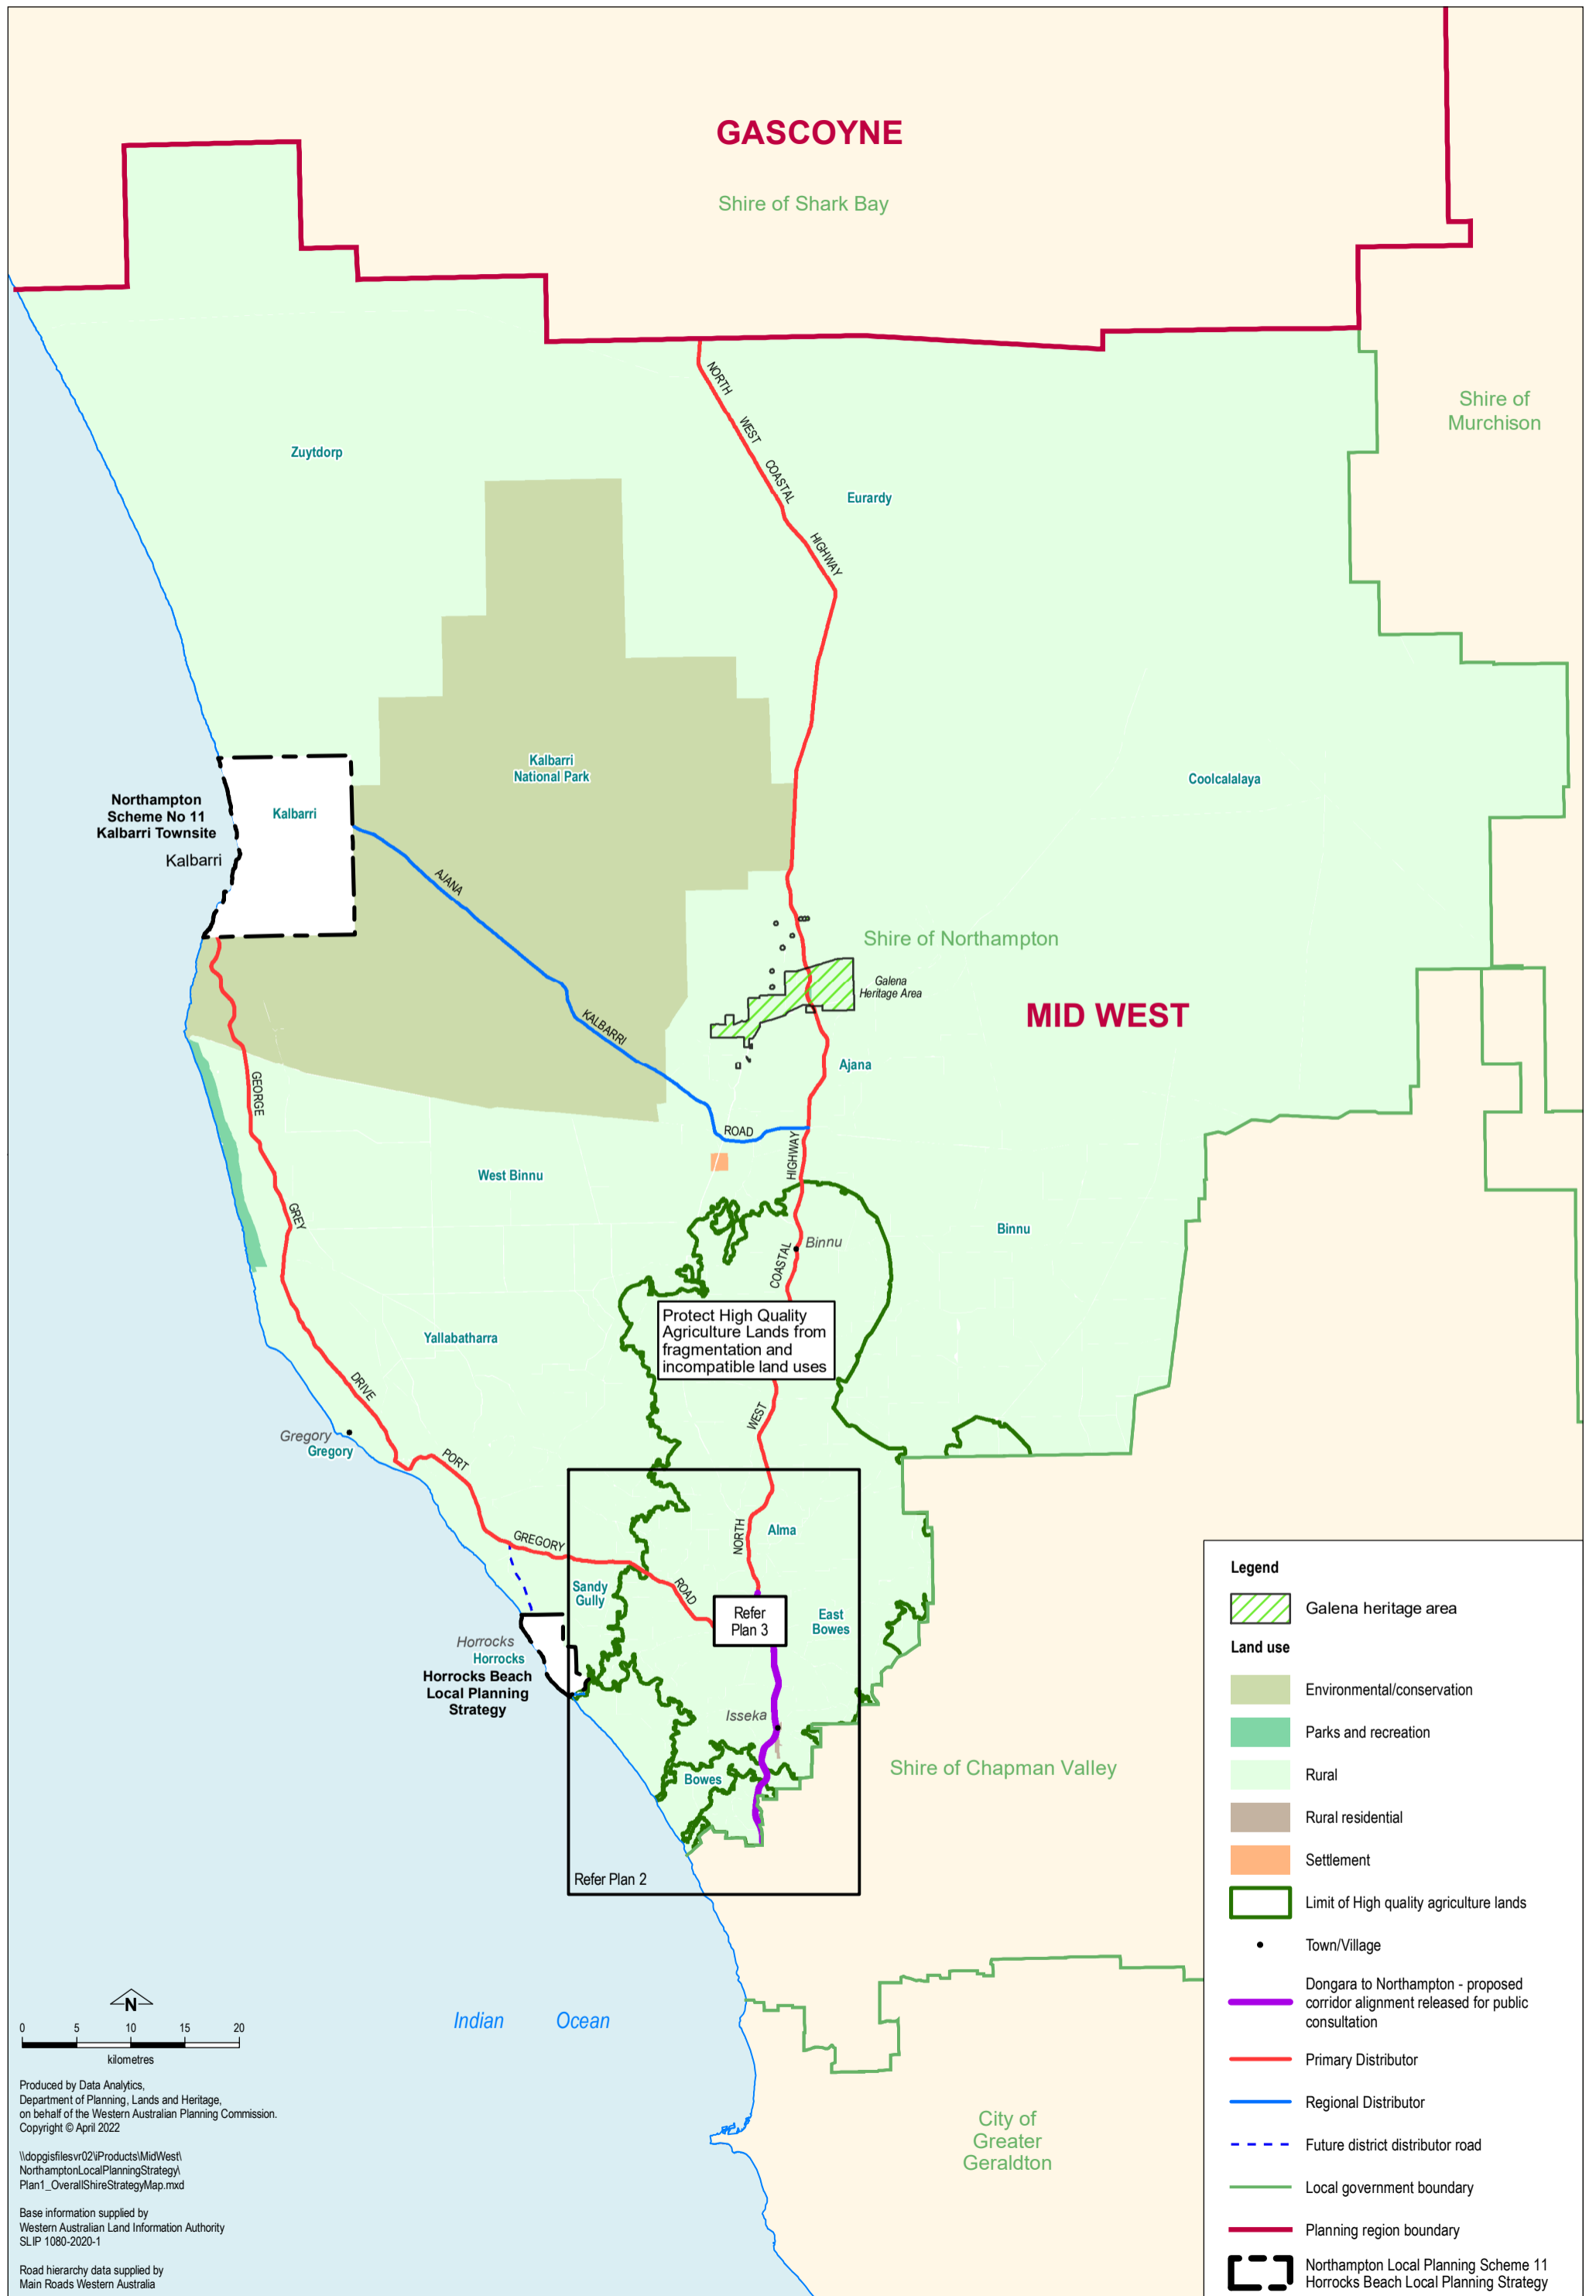 GASCOYNE
Shire of Shark Bay
Shire of
Murchison
NORTH
WEST
COASTAL
HIGHWAY
Zuytdorp
Eurardy
Kalbarri
National Park
Coolcalalaya
Northampton
Scheme No 11
Kalbarri Townsite
Kalbarri
Kalbarri
AJANA
KALBARRI
ROAD
Shire of Northampton
Galena
Heritage Area
MID WEST
Ajana
GEORGE
GREY
DRIVE
HIGHWAY
West Binnu
Binnu
Binnu
COASTAL
Protect High Quality
Agriculture Lands from
fragmentation and
incompatible land uses
Yallabatharra
WEST
Gregory
Gregory
PORT
GREGORY
ROAD
NORTH
Alma
Sandy
Gully
Refer
Plan 3
East
Bowes
Horrocks
Horrocks
Horrocks Beach
Local Planning
Strategy
Isseka
Bowes
Shire of Chapman Valley
Refer Plan 2
Indian Ocean
City of
Greater
Geraldton
N
0 5 10 15 20
kilometres
Produced by Data Analytics,
Department of Planning, Lands and Heritage,
on behalf of the Western Australian Planning Commission.
Copyright © April 2022
\\dopgisfilesvr02\iProducts\MidWest\
NorthamptonLocalPlanningStrategy\
Plan1_OverallShireStrategyMap.mxd
Base information supplied by
Western Australian Land Information Authority
SLIP 1080-2020-1
Road hierarchy data supplied by
Main Roads Western Australia
Legend
Galena heritage area
Land use
Environmental/conservation
Parks and recreation
Rural
Rural residential
Settlement
Limit of High quality agriculture lands
Town/Village
Dongara to Northampton - proposed
corridor alignment released for public
consultation
Primary Distributor
Regional Distributor
Future district distributor road
Local government boundary
Planning region boundary
Northampton Local Planning Scheme 11
Horrocks Beach Local Planning Strategy